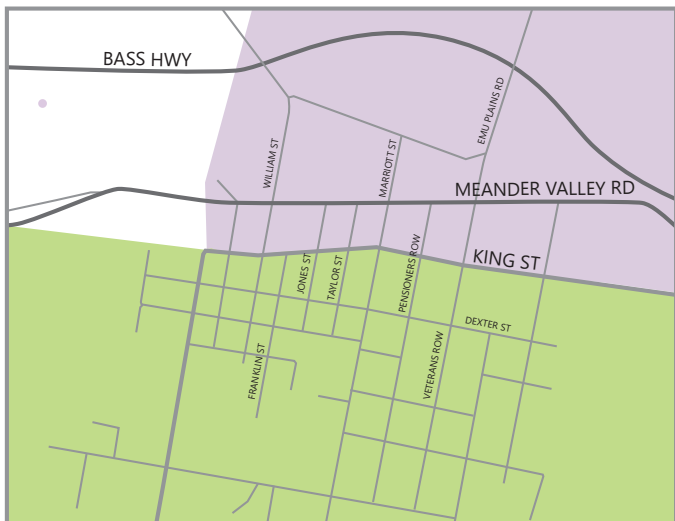 BASS HWY
EMU PLAINS RD
WILLIAM ST
MARRIOTT ST
MEANDER VALLEY RD
KING ST
JONES ST
TAYLOR ST
PENSIONERS ROW
DEXTER ST
FRANKLIN ST
VETERANS ROW